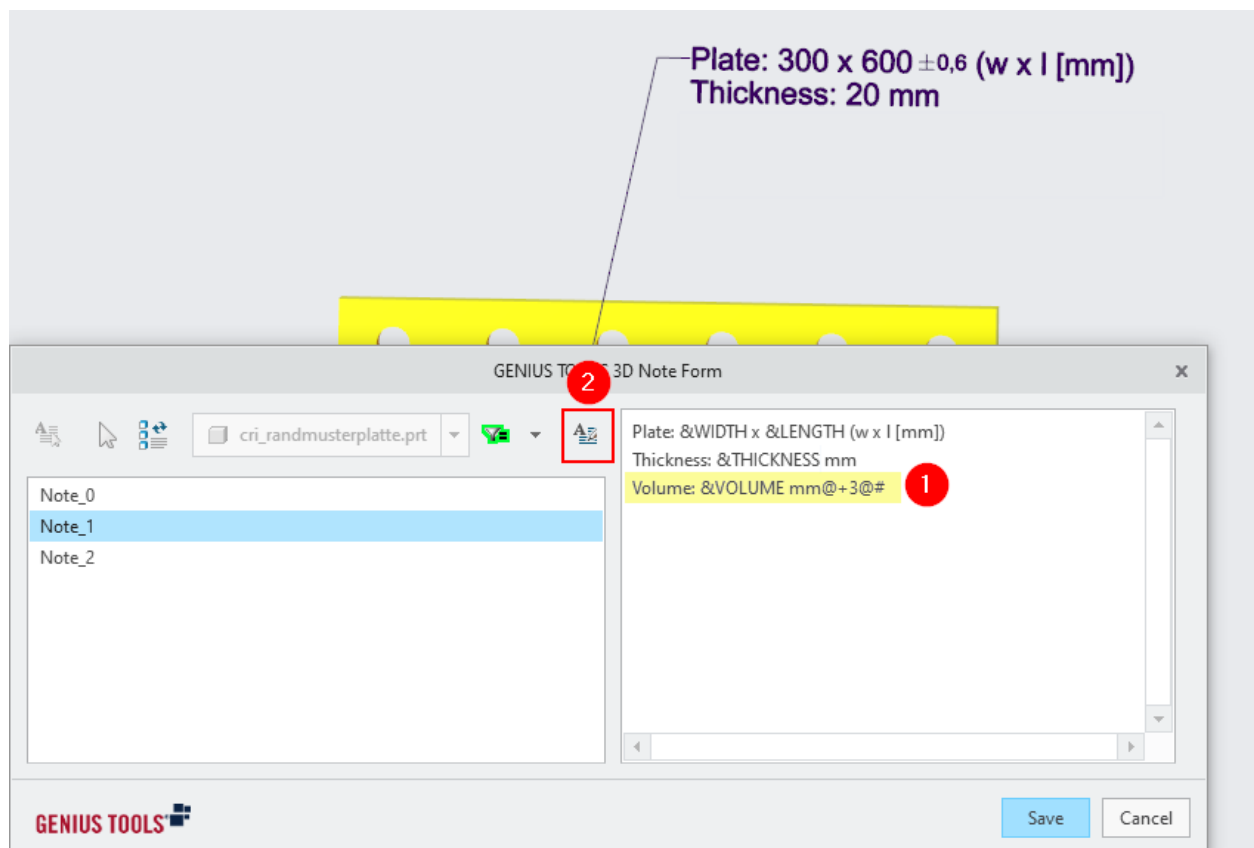 Plate: 300 x 600 ±0,6 (w x l [mm])
Thickness: 20 mm
GENIUS TOOLS 3D Note Form
2
cri_randmusterplatte.prt
Note_0
Note_1
Note_2
Plate: &WIDTH x &LENGTH (w x l [mm])
Thickness: &THICKNESS mm
Volume: &VOLUME mm@+3@#
1
GENIUS TOOLS
Save
Cancel